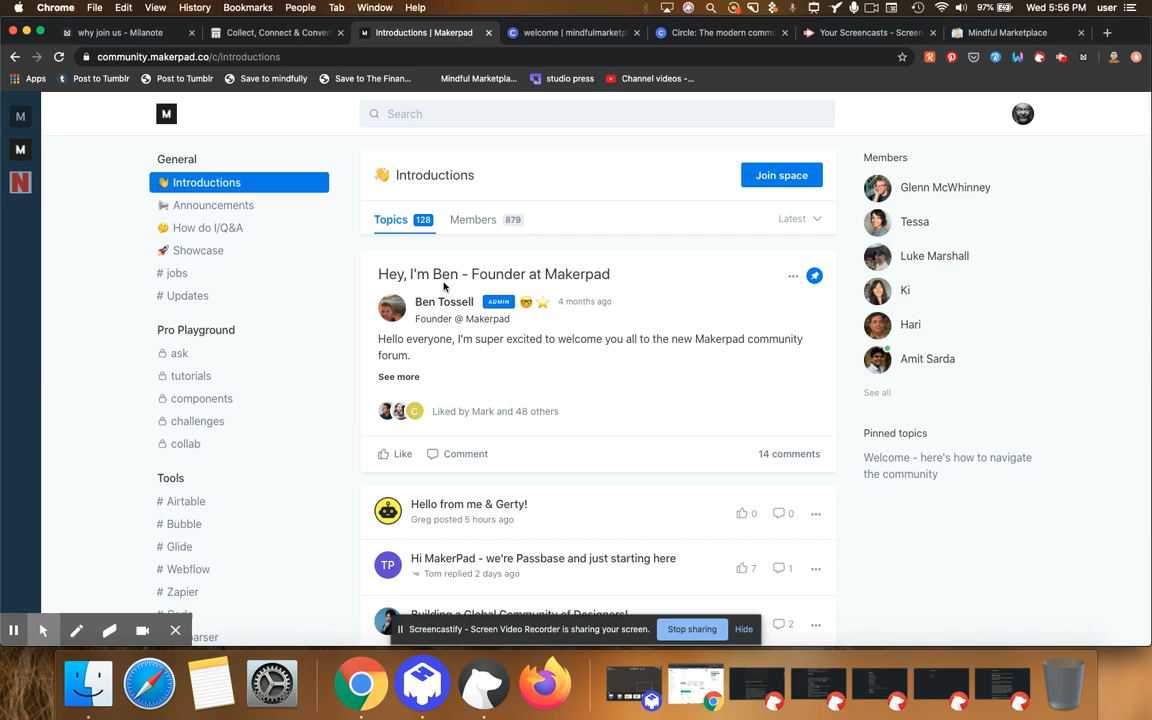 Chrome File Edit View History Bookmarks People Tab Window Help 97% Wed 5:56 PM user
why join us - Milanote
Collect, Connect & Conver
Introductions | Makerpad
welcome | mindfulmarketp
Circle: The modern comm
Your Screencasts - Screen
Mindful Marketplace
community.makerpad.co/c/introductions
Apps Post to Tumblr Post to Tumblr Save to mindfully Save to The Finan... Mindful Marketpla... studio press Channel videos -...
M
M
N
M
Search
General
👋 Introductions
Announcements
🤔 How do I/Q&A
🚀 Showcase
# jobs
# Updates
Pro Playground
ask
tutorials
components
challenges
collab
Tools
# Airtable
# Bubble
# Glide
# Webflow
# Zapier
arser
👋 Introductions
Join space
Topics 128 Members 879
Latest
Hey, I'm Ben - Founder at Makerpad
Ben Tossell ADMIN 🤓 ⭐ 4 months ago
Founder @ Makerpad
Hello everyone, I'm super excited to welcome you all to the new Makerpad community
forum.
See more
C Liked by Mark and 48 others
Like Comment 14 comments
Hello from me & Gerty!
Greg posted 5 hours ago
0 0
TP
Hi MakerPad - we're Passbase and just starting here
Tom replied 2 days ago
7 1
Building a Global Community of Designers!
2
Screencastify - Screen Video Recorder is sharing your screen. Stop sharing Hide
Members
Glenn McWhinney
Tessa
Luke Marshall
Ki
Hari
Amit Sarda
See all
Pinned topics
Welcome - here's how to navigate
the community